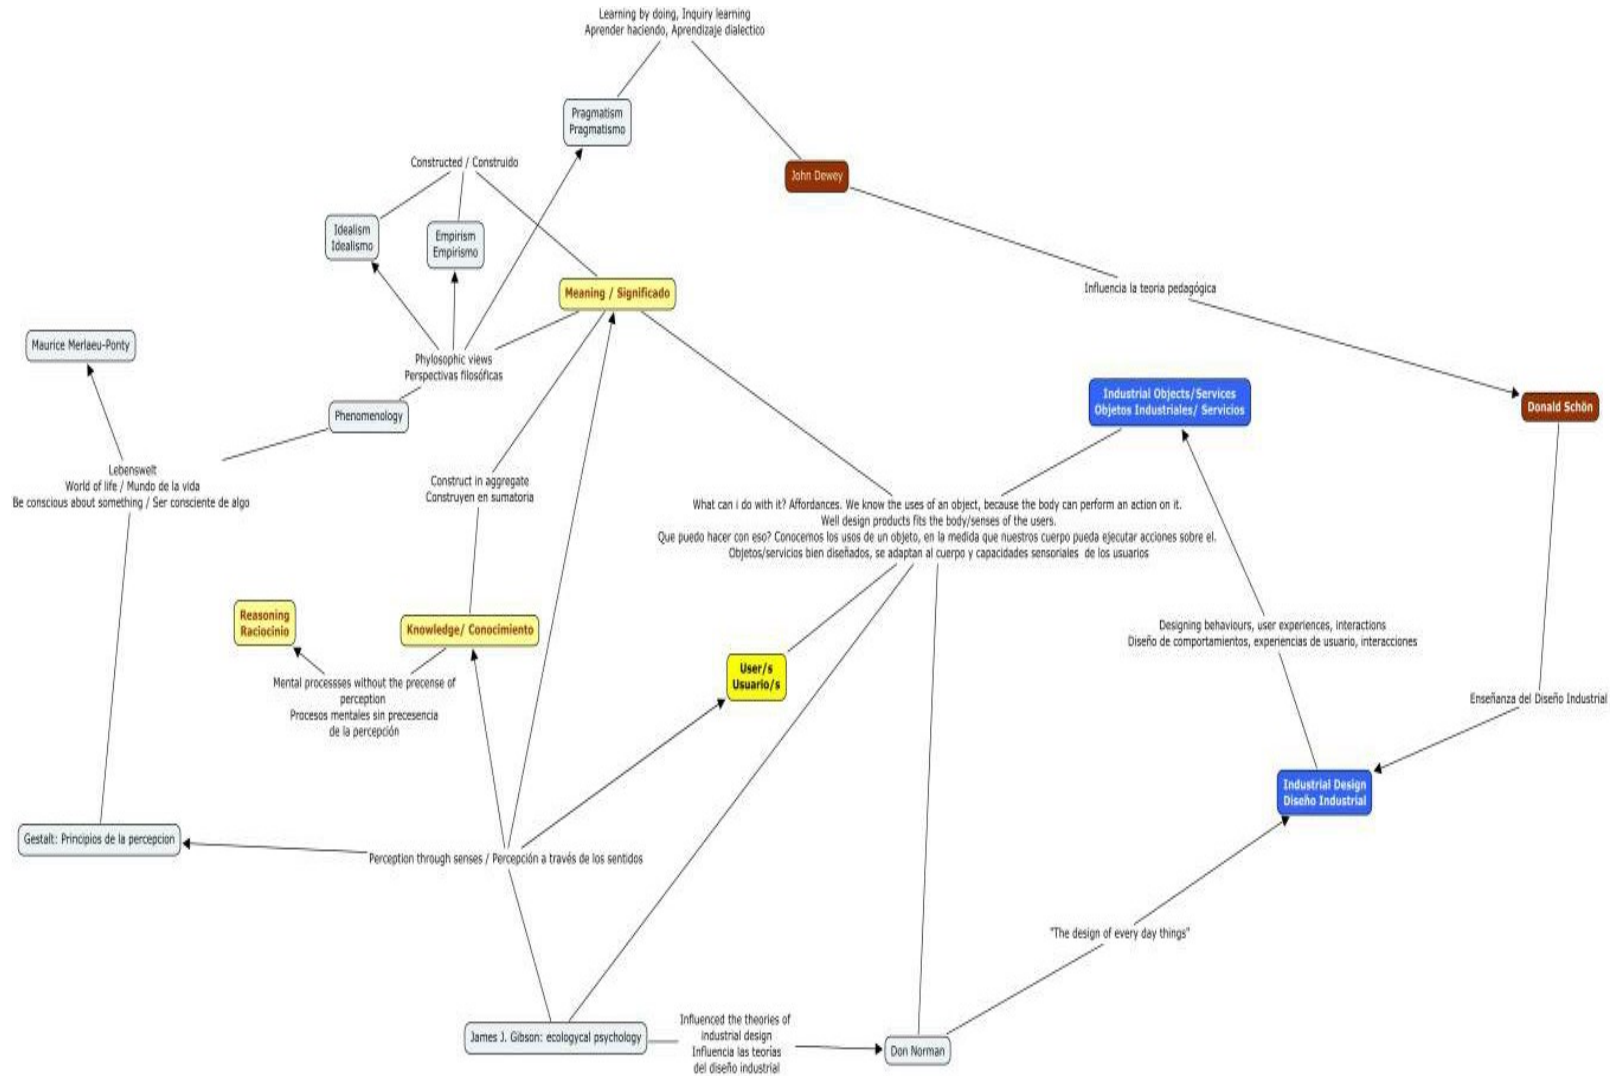 Learning by doing, Inquiry learning
Aprender haciendo, Aprendizaje dialectico
Pragmatism
Pragmatismo
Constructed / Construido
John Dewey
Idealism
Idealismo
Empirism
Empirismo
Meaning / Significado
Influencia la teoria pedagógica
Maurice Merlaeu-Ponty
Phylosophic views
Perspectivas filosóficas
Industrial Objects/Services
Objetos Industriales/ Servicios
Donald Schön
Phenomenology
Lebenswelt
World of life / Mundo de la vida
Be conscious about something / Ser consciente de algo
Construct in aggregate
Construyen en sumatoria
What can i do with it? Affordances. We know the uses of an object, because the body can perform an action on it.
Well design products fits the body/senses of the users.
Que puedo hacer con eso? Conocemos los usos de un objeto, en la medida que nuestros cuerpo pueda ejecutar acciones sobre el.
Objetos/servicios bien diseñados, se adaptan al cuerpo y capacidades sensoriales de los usuarios
Reasoning
Raciocinio
Knowledge/ Conocimiento
Designing behaviours, user experiences, interactions
Diseño de comportamientos, experiencias de usuario, interacciones
User/s
Usuario/s
Mental processses without the precense of
perception
Procesos mentales sin precesencia
de la percepción
Enseñanza del Diseño Industrial
Industrial Design
Diseño Industrial
Gestalt: Principios de la percepcion
Perception through senses / Percepción a través de los sentidos
"The design of every day things"
James J. Gibson: ecologycal psychology
Influenced the theories of
industrial design
Influencia las teorias
del diseño industrial
Don Norman